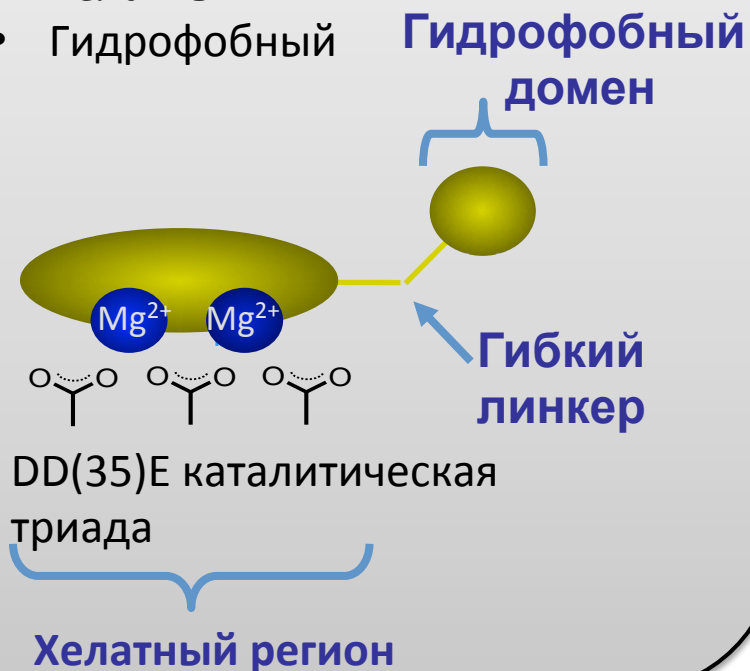 • Гидрофобный
Гидрофобный
домен
Mg2+ Mg2+
Гибкий
линкер
O O O O O O
DD(35)E каталитическая
триада
Хелатный регион